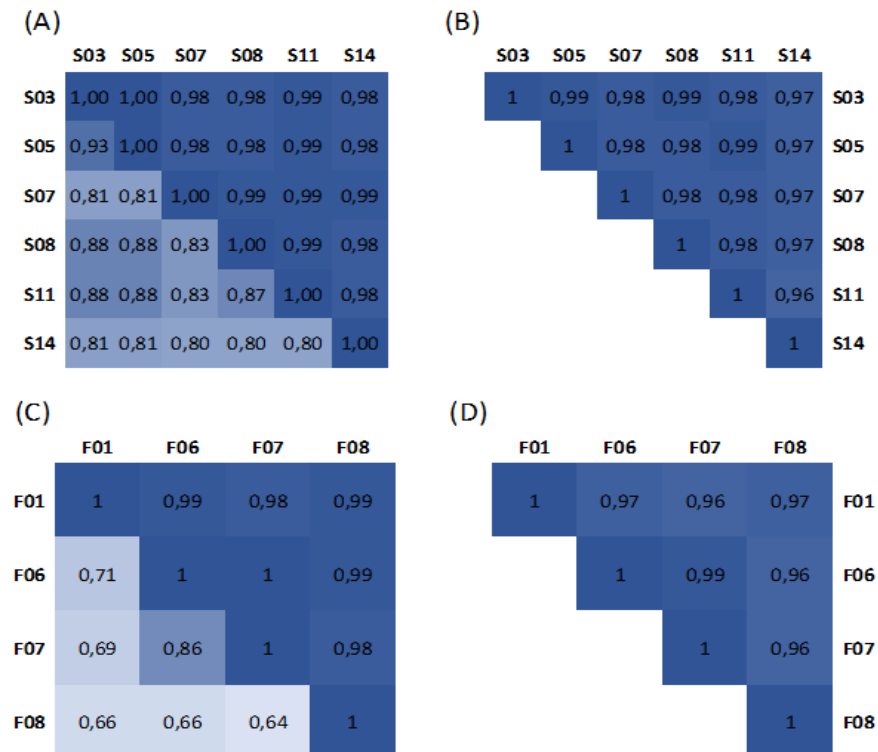 (A)
S03 S05 S07 S08 S11 S14
S03 1,00 1,00 0,98 0,98 0,99 0,98
S05 0,93 1,00 0,98 0,98 0,99 0,98
S07 0,81 0,81 1,00 0,99 0,99 0,99
S08 0,88 0,88 0,83 1,00 0,99 0,98
S11 0,88 0,88 0,83 0,87 1,00 0,98
S14 0,81 0,81 0,80 0,80 0,80 1,00
(B)
S03 S05 S07 S08 S11 S14
1 0,99 0,98 0,99 0,98 0,97 S03
1 0,98 0,98 0,99 0,97 S05
1 0,98 0,98 0,97 S07
1 0,98 0,97 S08
1 0,96 S11
1 S14
(C)
F01 F06 F07 F08
F01 1 0,99 0,98 0,99
F06 0,71 1 1 0,99
F07 0,69 0,86 1 0,98
F08 0,66 0,66 0,64 1
(D)
F01 F06 F07 F08
1 0,97 0,96 0,97 F01
1 0,99 0,96 F06
1 0,96 F07
1 F08